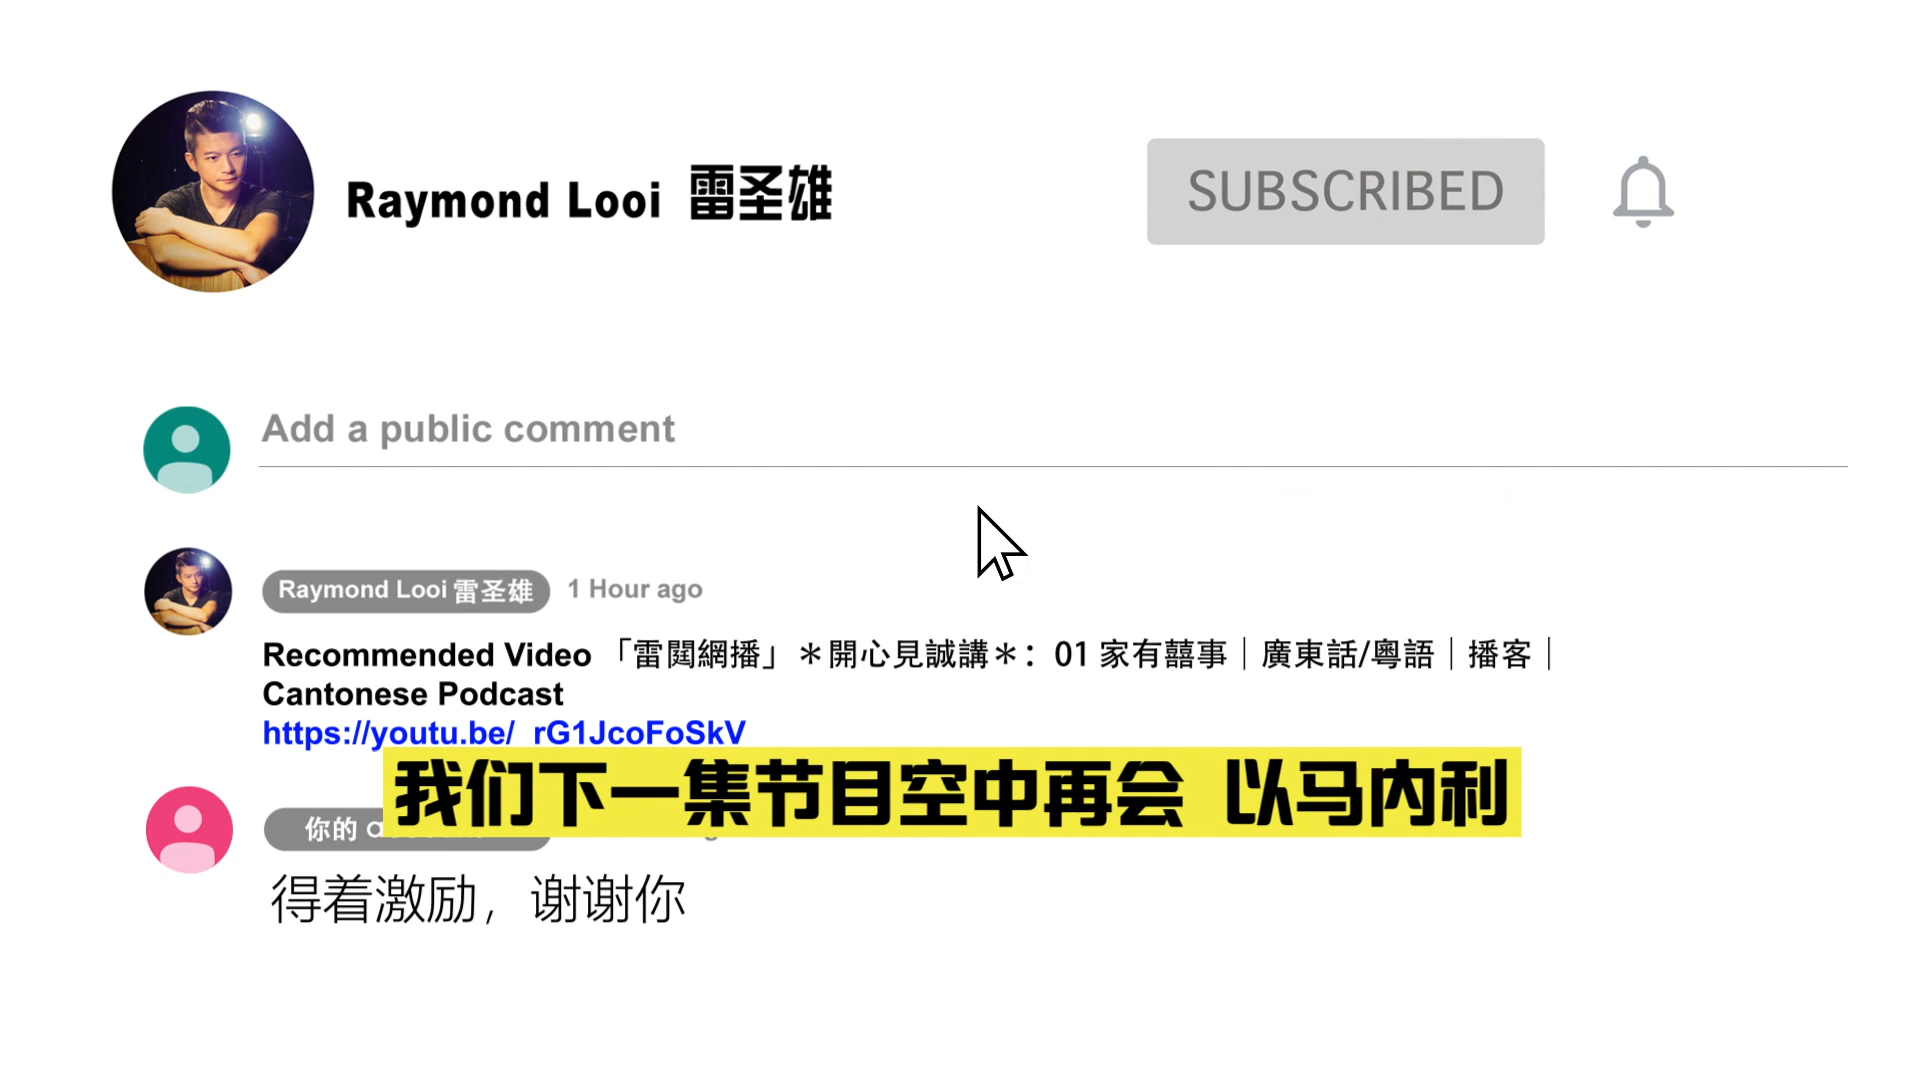 Raymond Looi 雷圣雄
SUBSCRIBED
Add a public comment
Raymond Looi 雷圣雄 1 Hour ago
Recommended Video 「雷閮網播」＊開心見誠講＊：01 家有囍事｜廣東話/粵語｜播客｜
Cantonese Podcast
https://youtu.be/_rG1JcoFoSkV
我们下一集节目空中再会 以马内利
你的
得着激励，谢谢你